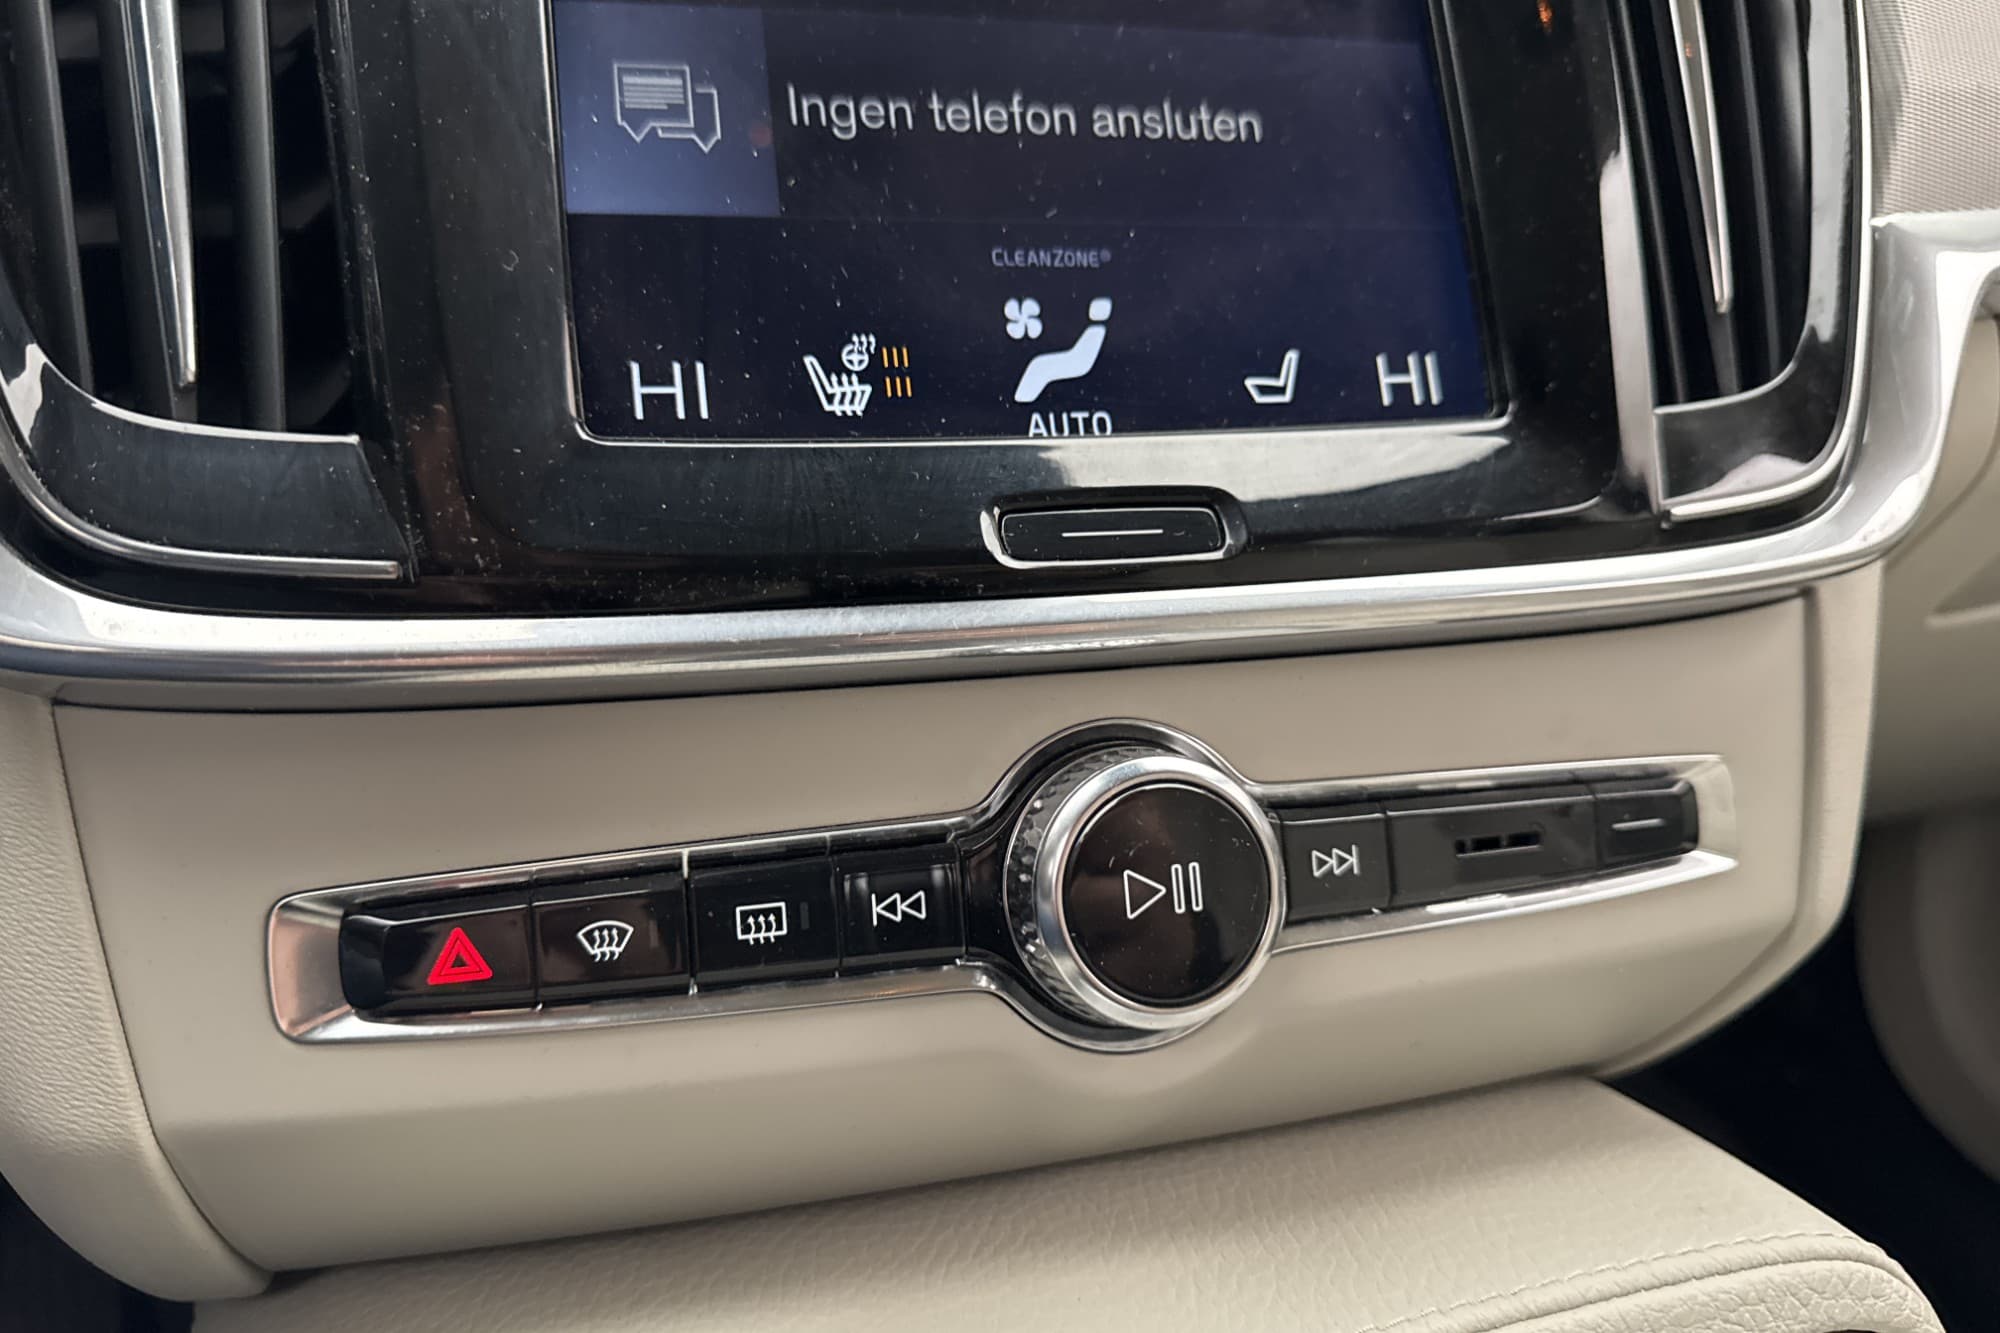 Ingen telefon ansluten
CLEANZONE®
HI
HI
AUTO